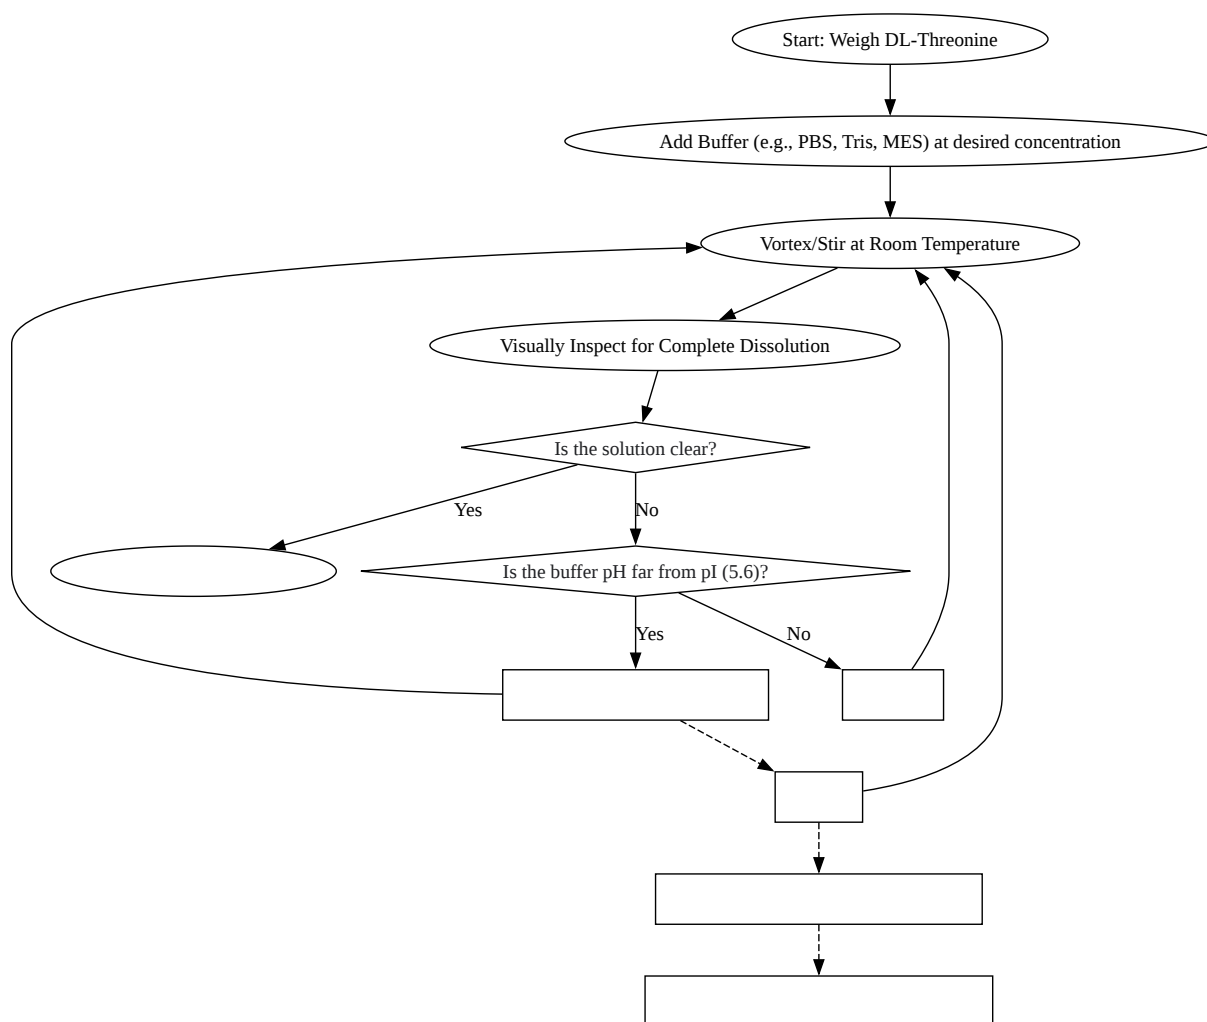 Start: Weigh DL-Threonine
Add Buffer (e.g., PBS, Tris, MES) at desired concentration
Vortex/Stir at Room Temperature
Visually Inspect for Complete Dissolution
Is the solution clear?
Yes
No
Is the buffer pH far from pI (5.6)?
Yes
No